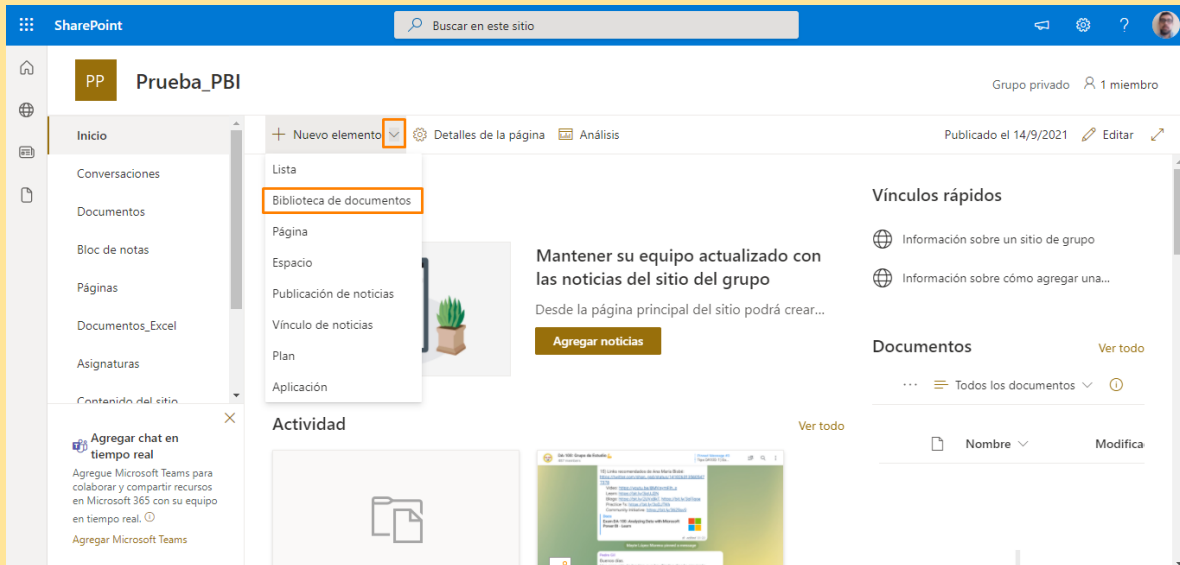 SharePoint
Buscar en este sitio
PP
Prueba_PBI
Grupo privado
1 miembro
Inicio
Conversaciones
Documentos
Bloc de notas
Páginas
Documentos_Excel
Asignaturas
Contenido del sitio
Agregar chat en
tiempo real
Agregue Microsoft Teams para
colaborar y compartir recursos
en Microsoft 365 con su equipo
en tiempo real.
Agregar Microsoft Teams
Nuevo elemento
Detalles de la página
Análisis
Publicado el 14/9/2021
Editar
Lista
Biblioteca de documentos
Página
Espacio
Publicación de noticias
Vínculo de noticias
Plan
Aplicación
Mantener su equipo actualizado con
las noticias del sitio del grupo
Desde la página principal del sitio podrá crear...
Agregar noticias
Actividad
Ver todo
Vínculos rápidos
Información sobre un sitio de grupo
Información sobre cómo agregar una...
Documentos
Ver todo
Todos los documentos
Nombre
Modifica